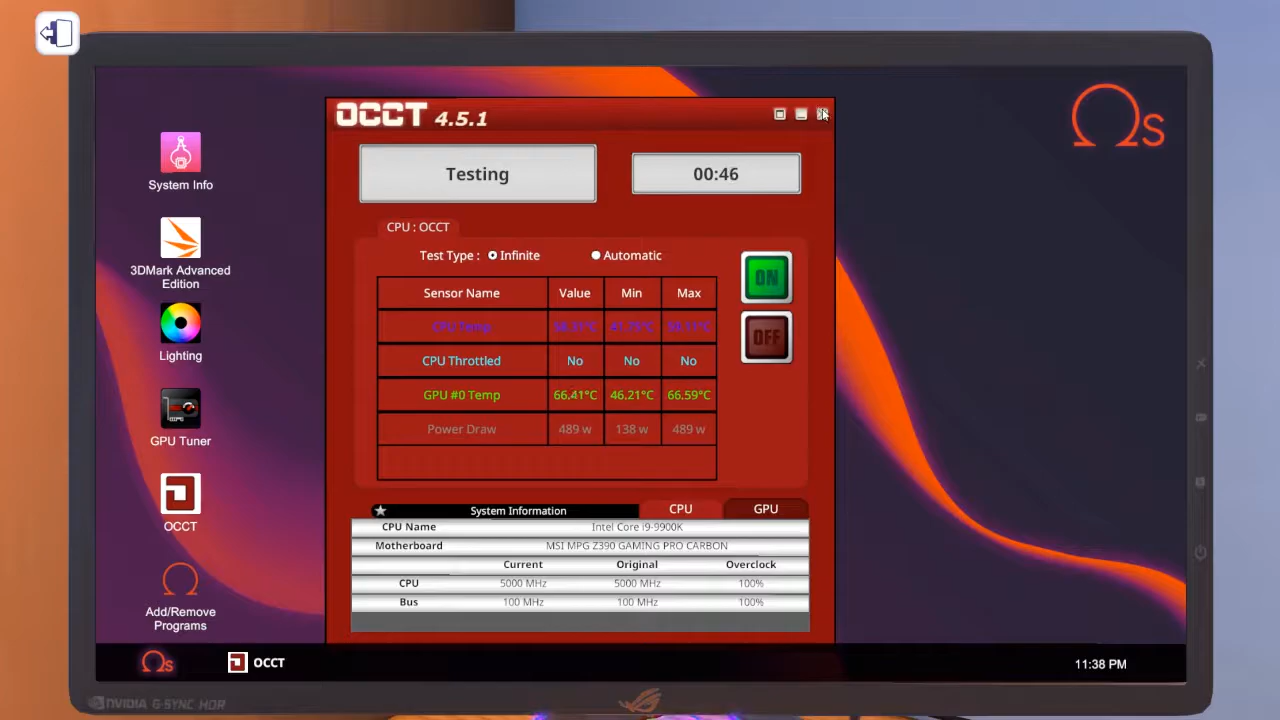 OCCT 4.5.1
Testing
00:46
CPU : OCCT
Test Type : Infinite Automatic
Sensor Name Value Min Max
CPU Temp
CPU Throttled No No No
GPU #0 Temp 66.41°C 46.21°C 66.59°C
Power Draw 489 w 138 w 489 w
ON
OFF
System Information CPU GPU
CPU Name Intel Core i9-9900K
Motherboard MSI MPG Z390 GAMING PRO CARBON
Current Original Overclock
CPU 5000 MHz 5000 MHz 100%
Bus 100 MHz 100 MHz 100%
System Info
3DMark Advanced
Edition
Lighting
GPU Tuner
OCCT
Add/Remove
Programs
Ωs
Ωs
OCCT
11:38 PM
NVIDIA G-SYNC HDR